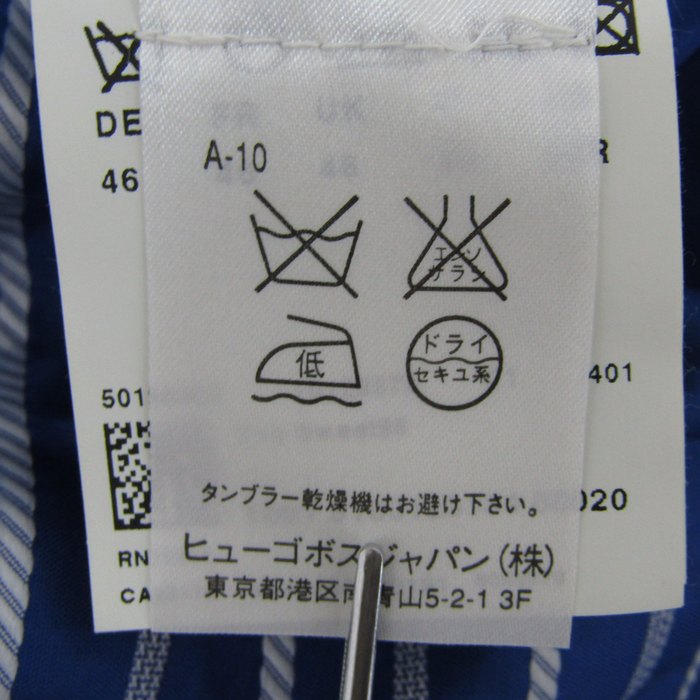 DE
46
A-10
エンソ
サラシ
低
ドライ
セキユ系
401
タンブラー乾燥機はお避け下さい。
020
ヒューゴボスジャパン(株)
RN
東京都港区南青山5-2-1 3F
CA